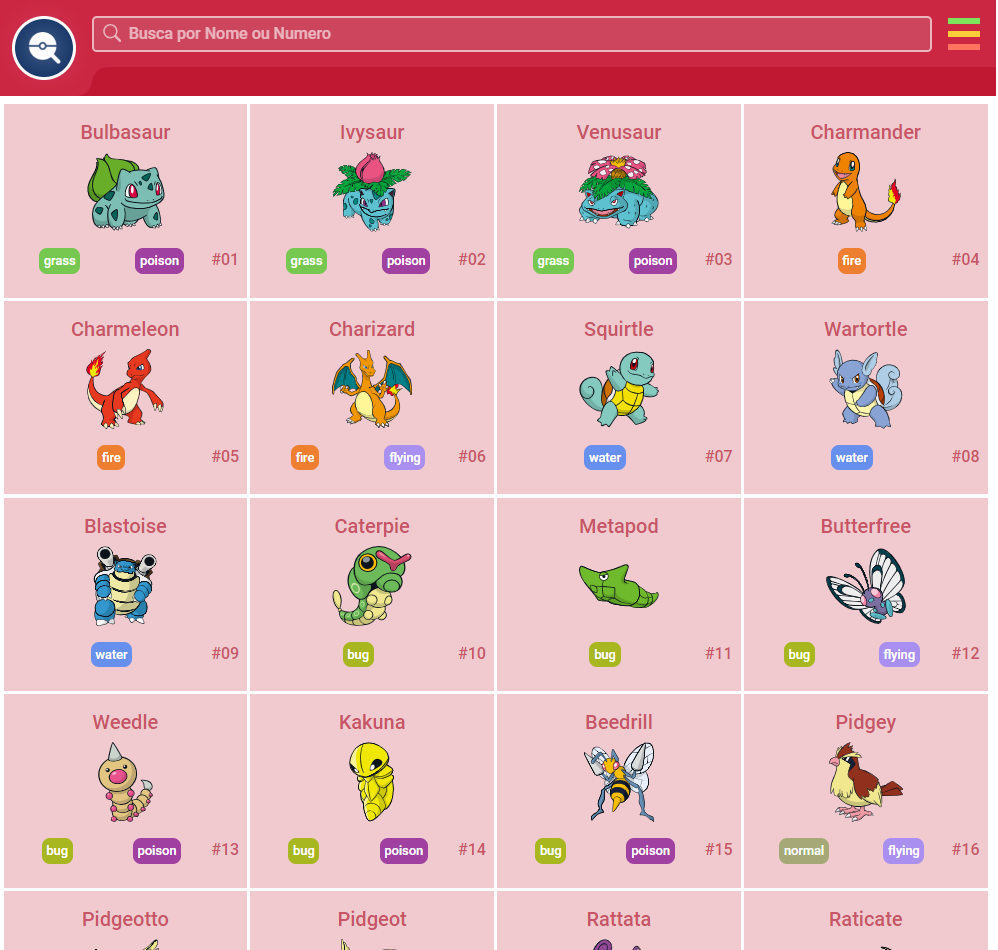 Busca por Nome ou Numero
Bulbasaur Ivysaur Venusaur Charmander
grass poison #01 grass poison #02 grass poison #03 fire #04
Charmeleon Charizard Squirtle Wartortle
fire #05 fire flying #06 water #07 water #08
Blastoise Caterpie Metapod Butterfree
water #09 bug #10 bug #11 bug flying #12
Weedle Kakuna Beedrill Pidgey
bug poison #13 bug poison #14 bug poison #15 normal flying #16
Pidgeotto Pidgeot Rattata Raticate